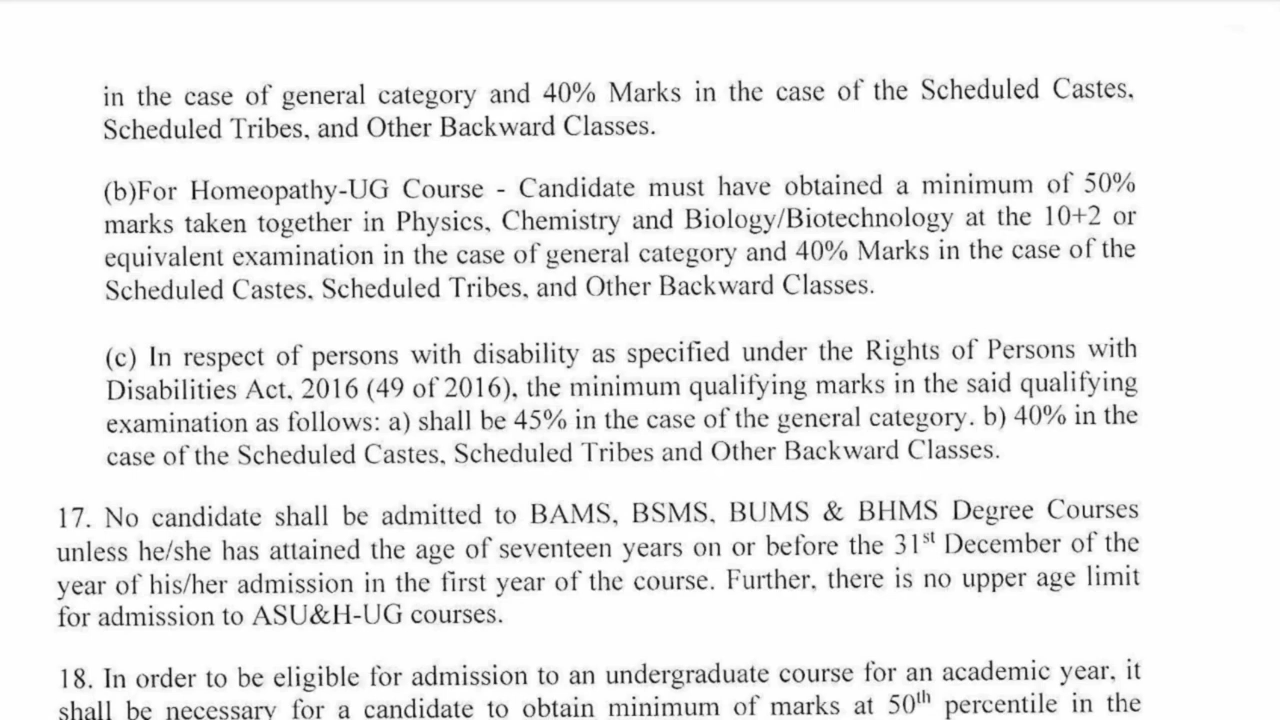 in the case of general category and 40% Marks in the case of the Scheduled Castes,
Scheduled Tribes, and Other Backward Classes.
(b)For Homeopathy-UG Course - Candidate must have obtained a minimum of 50%
marks taken together in Physics, Chemistry and Biology/Biotechnology at the 10+2 or
equivalent examination in the case of general category and 40% Marks in the case of the
Scheduled Castes, Scheduled Tribes, and Other Backward Classes.
(c) In respect of persons with disability as specified under the Rights of Persons with
Disabilities Act, 2016 (49 of 2016), the minimum qualifying marks in the said qualifying
examination as follows: a) shall be 45% in the case of the general category. b) 40% in the
case of the Scheduled Castes, Scheduled Tribes and Other Backward Classes.
17. No candidate shall be admitted to BAMS, BSMS, BUMS & BHMS Degree Courses
unless he/she has attained the age of seventeen years on or before the 31st December of the
year of his/her admission in the first year of the course. Further, there is no upper age limit
for admission to ASU&H-UG courses.
18. In order to be eligible for admission to an undergraduate course for an academic year, it
shall be necessary for a candidate to obtain minimum of marks at 50th percentile in the